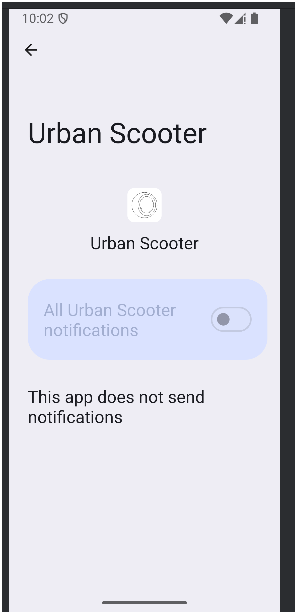 10:02
Urban Scooter
Urban Scooter
All Urban Scooter
notifications
This app does not send
notifications